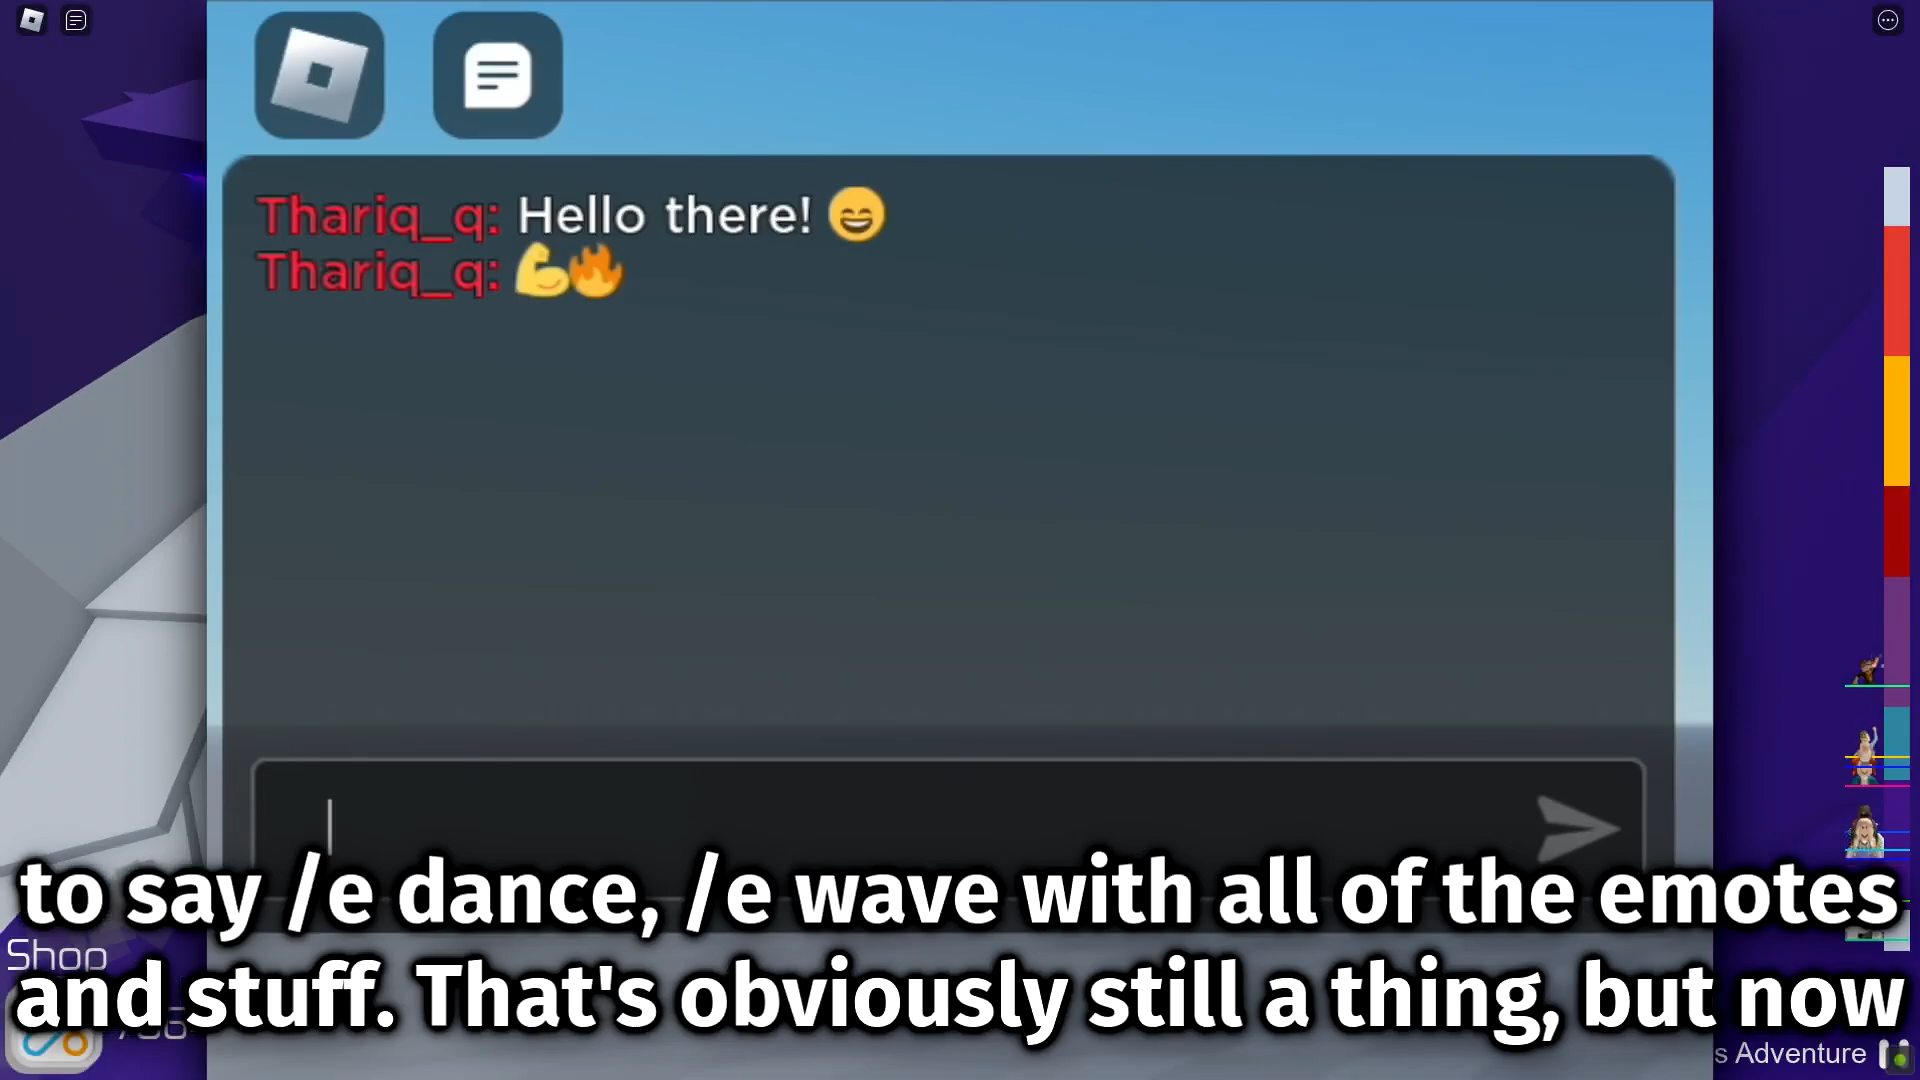 Thariq_q: Hello there! 😄
Thariq_q: 💪🔥
to say /e dance, /e wave with all of the emotes
and stuff. That's obviously still a thing, but now
Shop
s Adventure